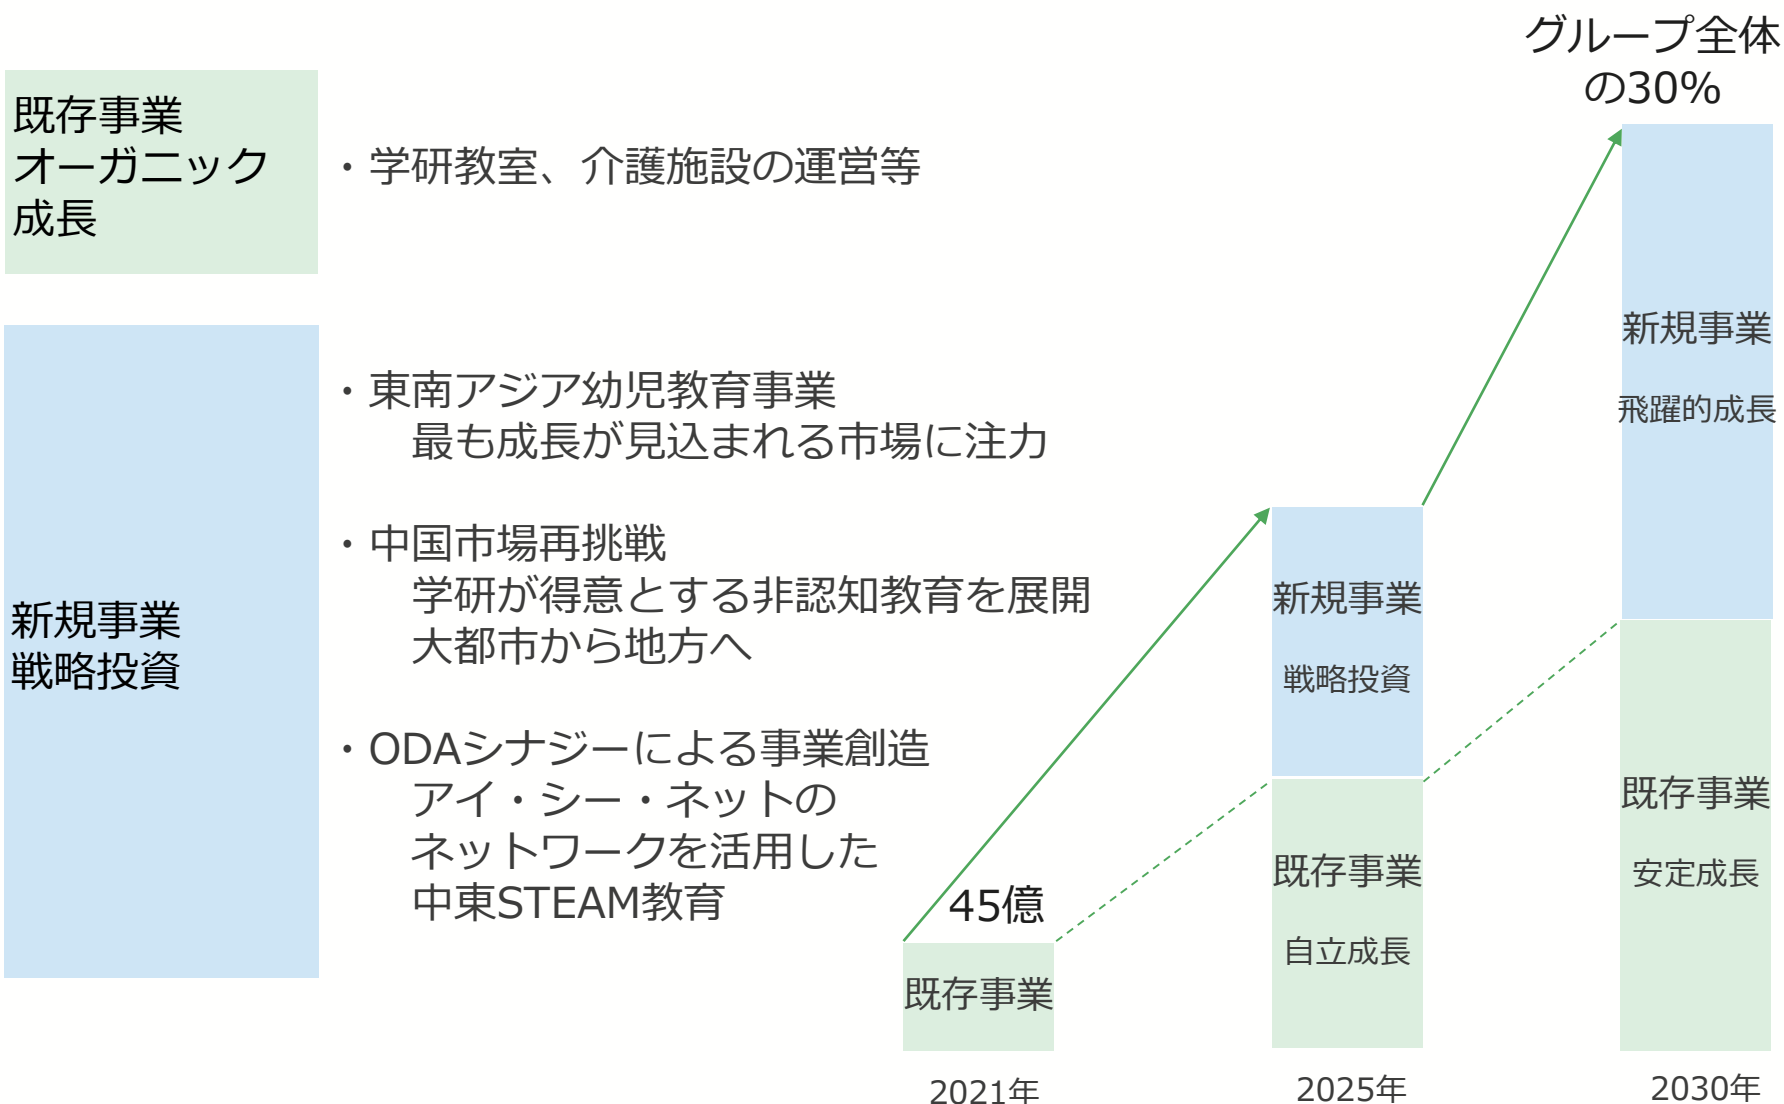 既存事業
オーガニック
成長
・学研教室、介護施設の運営等
新規事業
戦略投資
・東南アジア幼児教育事業
最も成長が見込まれる市場に注力
・中国市場再挑戦
学研が得意とする非認知教育を展開
大都市から地方へ
・ODAシナジーによる事業創造
アイ・シー・ネットの
ネットワークを活用した
中東STEAM教育
45億
既存事業
2021年
新規事業
戦略投資
既存事業
自立成長
2025年
グループ全体
の30%
新規事業
飛躍的成長
既存事業
安定成長
2030年